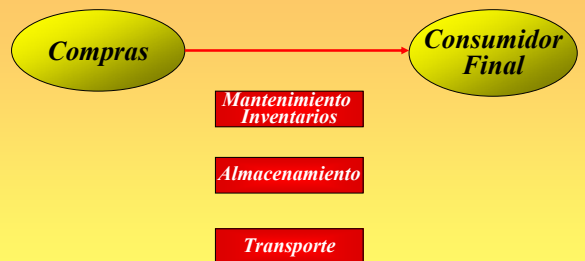 Compras
Consumidor
Final
Mantenimiento
Inventarios
Almacenamiento
Transporte